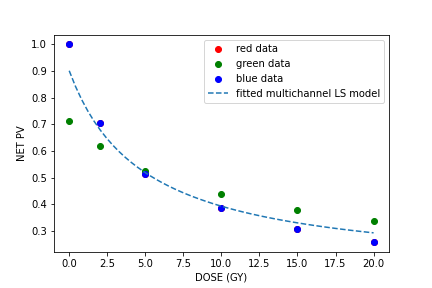 1.0
0.9
0.8
0.7
0.6
0.5
0.4
0.3
NET PV
red data
green data
blue data
fitted multichannel LS model
0.0 2.5 5.0 7.5 10.0 12.5 15.0 17.5 20.0
DOSE (GY)